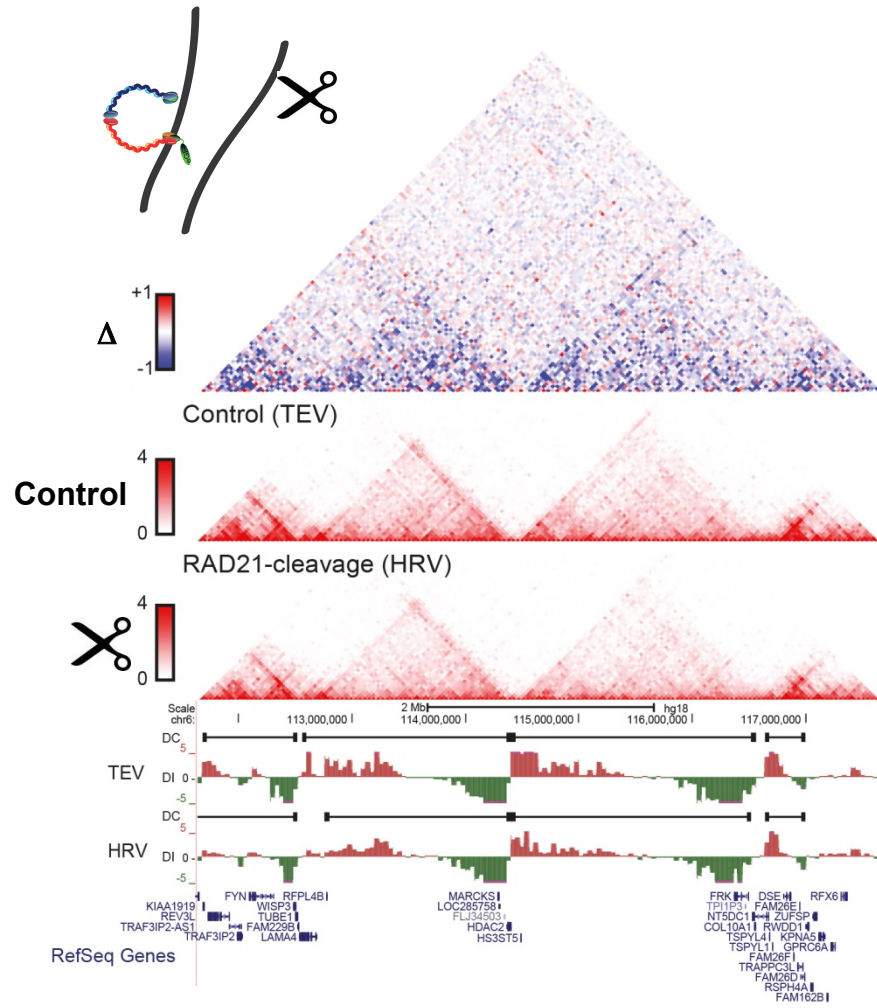 +1
Δ
-1
Control (TEV)
4
Control
0
RAD21-cleavage (HRV)
4
0
Scale 2 Mb hg18
chr6: 113,000,000 114,000,000 115,000,000 116,000,000 117,000,000
DC
5
TEV DI 0
-5
DC
5
HRV DI 0
-5
FYN RFPL4B MARCKS FRK DSE RFX6
KIAA1919 WISP3 LOC285758 TPI1P3 FAM26E
REV3L TUBE1 FLJ34503 NT5DC1 ZUFSP
TRAF3IP2-AS1 FAM229B HDAC2 COL10A1 RWDD1
TRAF3IP2 LAMA4 HS3ST5 TSPYL4 KPNA5
RefSeq Genes TSPYL1 GPRC6A
FAM26F
TRAPPC3L
FAM26D
RSPH4A
FAM162B